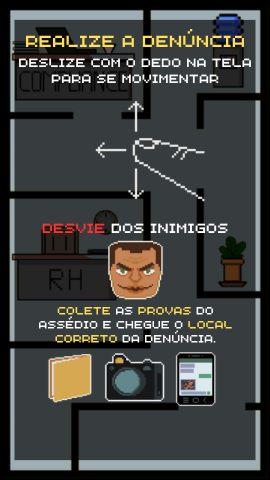 REALIZE A DENÚNCIA
DESLIZE COM O DEDO NA TELA
PARA SE MOVIMENTAR
COMPLIANCE
DESVIE DOS INIMIGOS
RH
COLETE AS PROVAS DO
ASSÉDIO E CHEGUE O LOCAL
CORRETO DA DENÚNCIA.